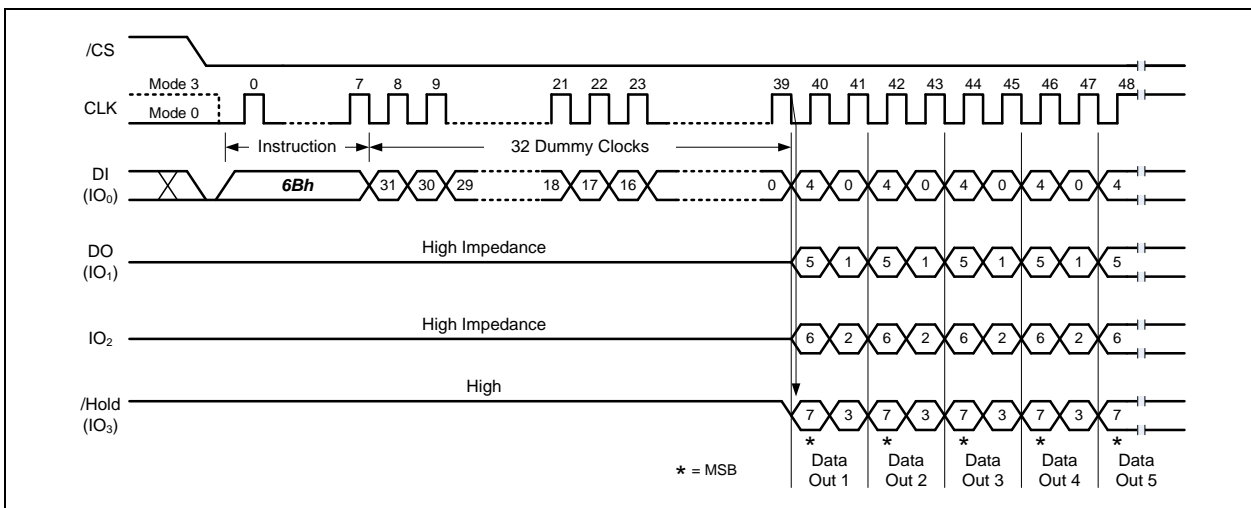 /CS
Mode 3
0 7 8 9 21 22 23 39 40 41 42 43 44 45 46 47 48
CLK
Mode 0
Instruction
32 Dummy Clocks
DI
(IO₀)
6Bh
31 30 29 18 17 16 0 4 0 4 0 4 0 4 0 4
DO
(IO₁)
High Impedance
5 1 5 1 5 1 5 1 5
IO₂
High Impedance
6 2 6 2 6 2 6 2 6
/Hold
(IO₃)
High
7 3 7 3 7 3 7 3 7
* * * * *
* = MSB
Data
Out 1
Data
Out 2
Data
Out 3
Data
Out 4
Data
Out 5